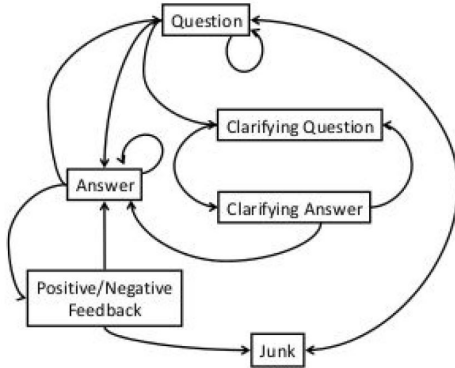 Question
Clarifying Question
Answer
Clarifying Answer
Positive/Negative
Feedback
Junk